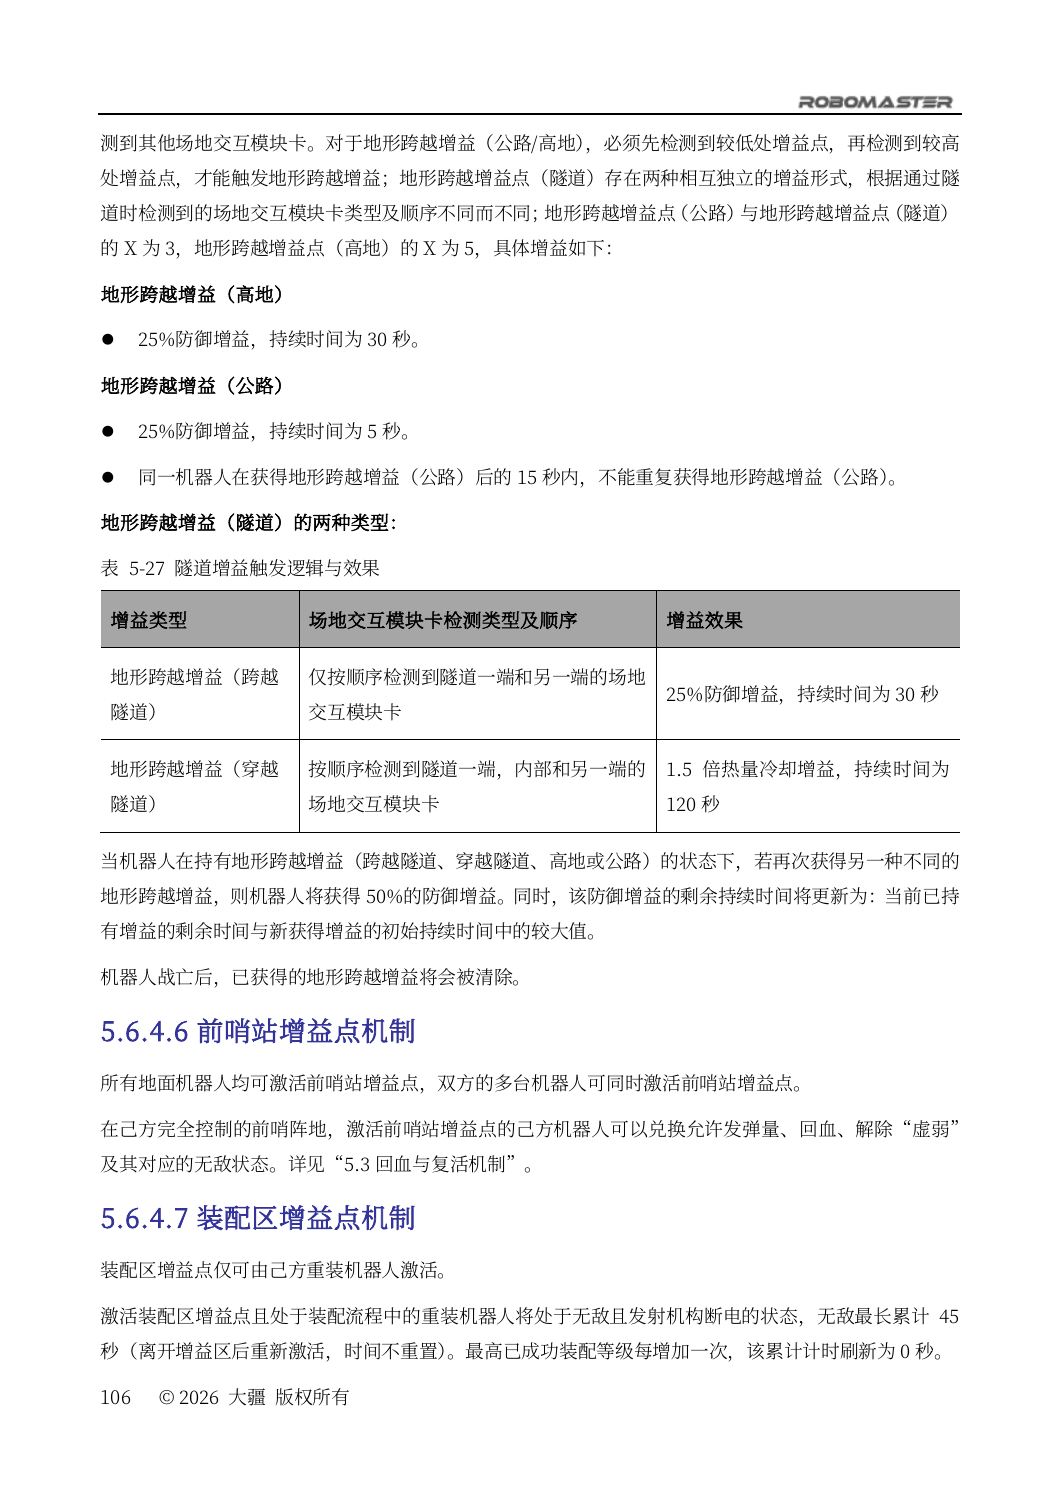 ROBOMASTER
测到其他场地交互模块卡。对于地形跨越增益（公路/高地），必须先检测到较低处增益点，再检测到较高
处增益点，才能触发地形跨越增益；地形跨越增益点（隧道）存在两种相互独立的增益形式，根据通过隧
道时检测到的场地交互模块卡类型及顺序不同而不同；地形跨越增益点（公路）与地形跨越增益点（隧道）
的 X 为 3，地形跨越增益点（高地）的 X 为 5，具体增益如下：
地形跨越增益（高地）
● 25%防御增益，持续时间为 30 秒。
地形跨越增益（公路）
● 25%防御增益，持续时间为 5 秒。
● 同一机器人在获得地形跨越增益（公路）后的 15 秒内，不能重复获得地形跨越增益（公路）。
地形跨越增益（隧道）的两种类型：
表 5-27 隧道增益触发逻辑与效果
增益类型 场地交互模块卡检测类型及顺序 增益效果
地形跨越增益（跨越
隧道）
仅按顺序检测到隧道一端和另一端的场地
交互模块卡
25%防御增益，持续时间为 30 秒
地形跨越增益（穿越
隧道）
按顺序检测到隧道一端，内部和另一端的
场地交互模块卡
1.5 倍热量冷却增益，持续时间为
120 秒
当机器人在持有地形跨越增益（跨越隧道、穿越隧道、高地或公路）的状态下，若再次获得另一种不同的
地形跨越增益，则机器人将获得 50%的防御增益。同时，该防御增益的剩余持续时间将更新为：当前已持
有增益的剩余时间与新获得增益的初始持续时间中的较大值。
机器人战亡后，已获得的地形跨越增益将会被清除。
5.6.4.6 前哨站增益点机制
所有地面机器人均可激活前哨站增益点，双方的多台机器人可同时激活前哨站增益点。
在己方完全控制的前哨阵地，激活前哨站增益点的己方机器人可以兑换允许发弹量、回血、解除“虚弱”
及其对应的无敌状态。详见“5.3 回血与复活机制”。
5.6.4.7 装配区增益点机制
装配区增益点仅可由己方重装机器人激活。
激活装配区增益点且处于装配流程中的重装机器人将处于无敌且发射机构断电的状态，无敌最长累计 45
秒（离开增益区后重新激活，时间不重置）。最高已成功装配等级每增加一次，该累计计时刷新为 0 秒。
106 © 2026 大疆 版权所有